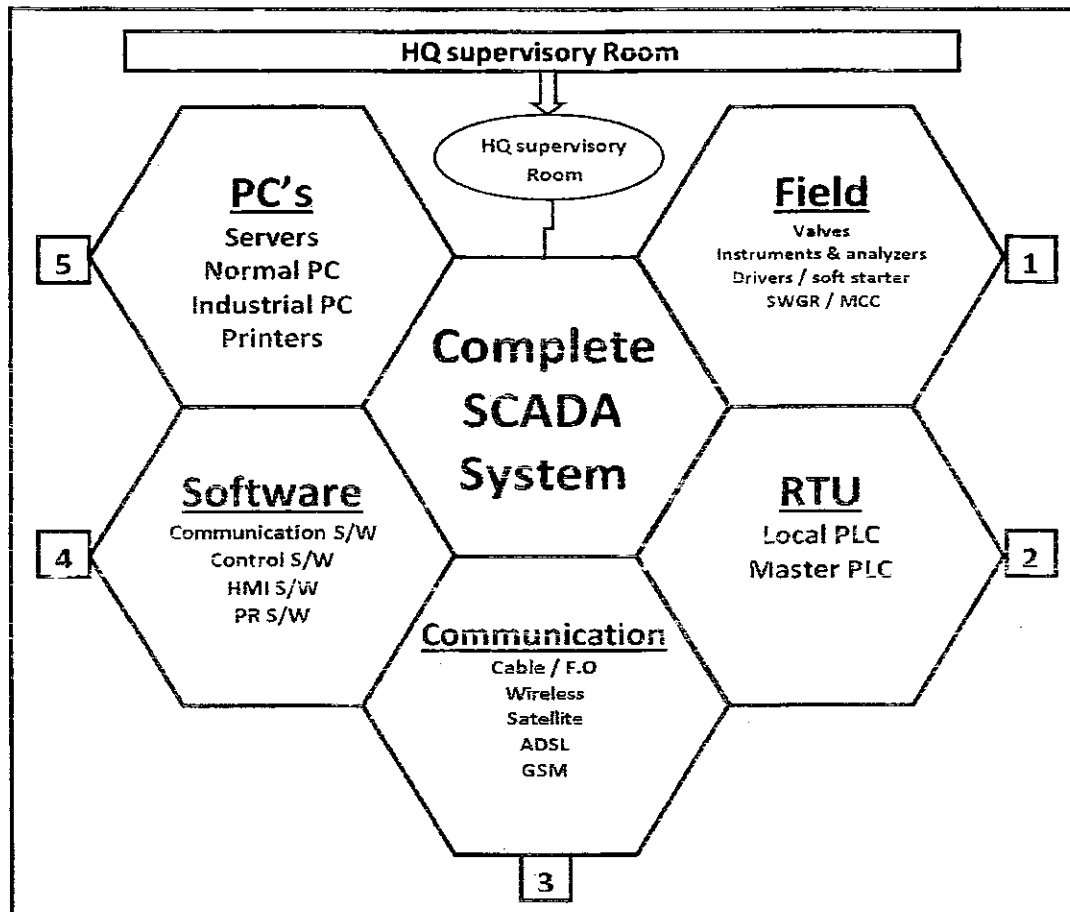 HQ supervisory Room
HQ supervisory
Room
PC's
Servers
Normal PC
Industrial PC
Printers
5
Field
Valves
Instruments & analyzers
Drivers / soft starter
SWGR / MCC
1
Complete
SCADA
System
Software
Communication S/W
Control S/W
HMI S/W
PR S/W
4
RTU
Local PLC
Master PLC
2
Communication
Cable / F.O
Wireless
Satellite
ADSL
GSM
3